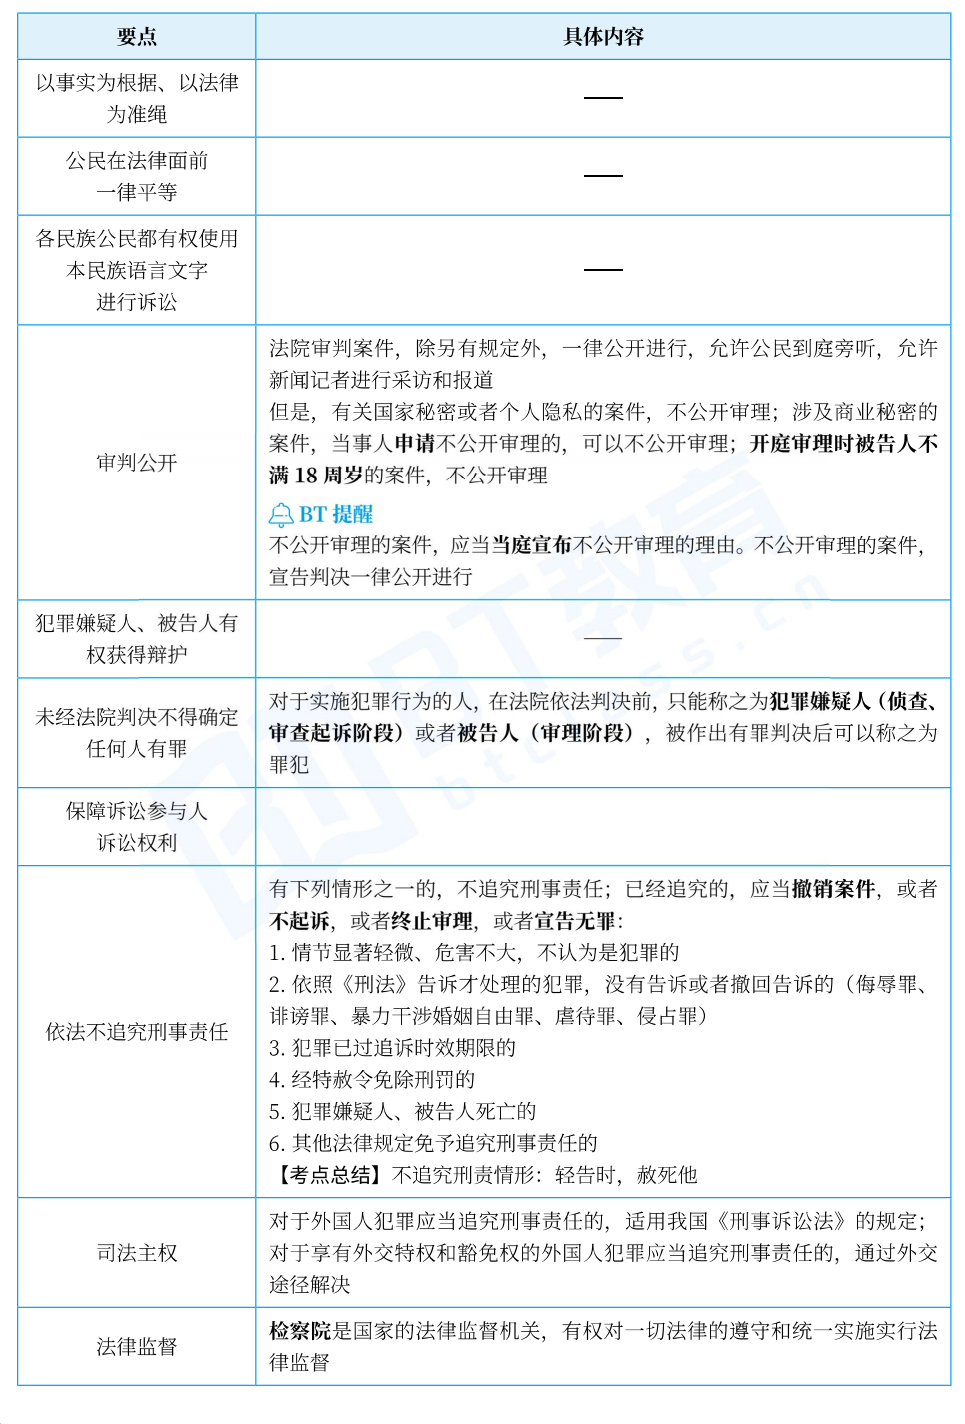 要点
具体内容
以事实为根据、以法律
为准绳
——
公民在法律面前
一律平等
——
各民族公民都有权使用
本民族语言文字
进行诉讼
——
审判公开
法院审判案件，除另有规定外，一律公开进行，允许公民到庭旁听，允许
新闻记者进行采访和报道
但是，有关国家秘密或者个人隐私的案件，不公开审理；涉及商业秘密的
案件，当事人申请不公开审理的，可以不公开审理；开庭审理时被告人不
满 18 周岁的案件，不公开审理
BT 提醒
不公开审理的案件，应当当庭宣布不公开审理的理由。不公开审理的案件，
宣告判决一律公开进行
犯罪嫌疑人、被告人有
权获得辩护
——
未经法院判决不得确定
任何人有罪
对于实施犯罪行为的人，在法院依法判决前，只能称之为犯罪嫌疑人（侦查、
审查起诉阶段）或者被告人（审理阶段），被作出有罪判决后可以称之为
罪犯
保障诉讼参与人
诉讼权利
依法不追究刑事责任
有下列情形之一的，不追究刑事责任；已经追究的，应当撤销案件，或者
不起诉，或者终止审理，或者宣告无罪：
1. 情节显著轻微、危害不大，不认为是犯罪的
2. 依照《刑法》告诉才处理的犯罪，没有告诉或者撤回告诉的（侮辱罪、
诽谤罪、暴力干涉婚姻自由罪、虐待罪、侵占罪）
3. 犯罪已过追诉时效期限的
4. 经特赦令免除刑罚的
5. 犯罪嫌疑人、被告人死亡的
6. 其他法律规定免予追究刑事责任的
【考点总结】不追究刑责情形：轻告时，赦死他
司法主权
对于外国人犯罪应当追究刑事责任的，适用我国《刑事诉讼法》的规定；
对于享有外交特权和豁免权的外国人犯罪应当追究刑事责任的，通过外交
途径解决
法律监督
检察院是国家的法律监督机关，有权对一切法律的遵守和统一实施实行法
律监督
BT教育